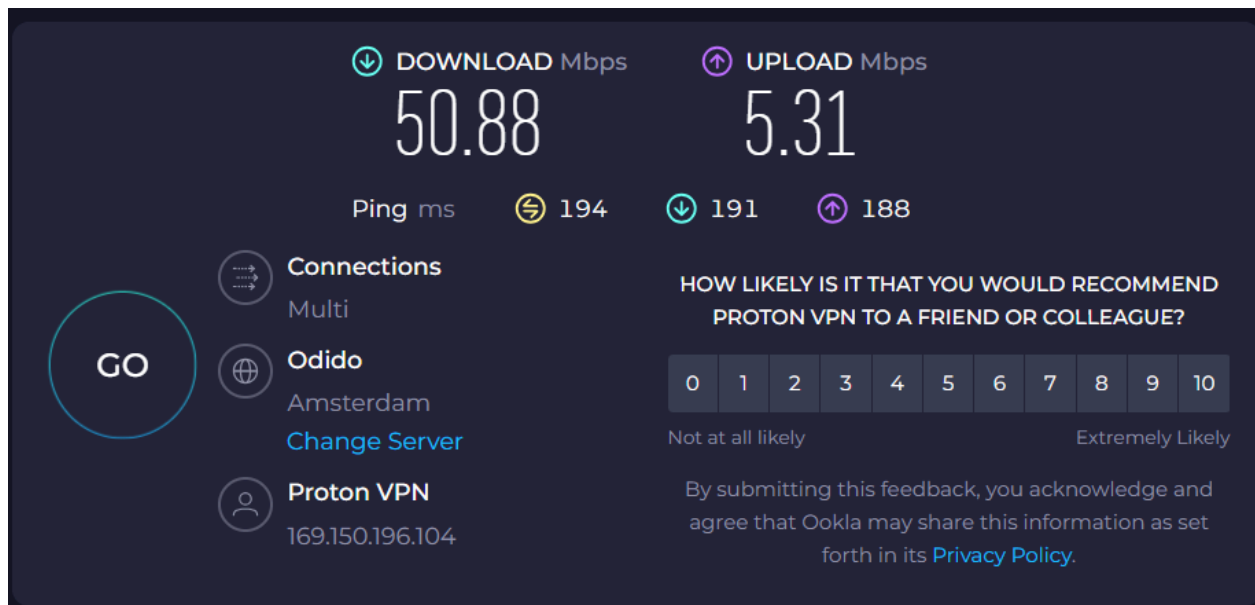 DOWNLOAD Mbps
50.88
UPLOAD Mbps
5.31
Ping ms 194 191 188
GO
Connections
Multi
Odido
Amsterdam
Change Server
Proton VPN
169.150.196.104
HOW LIKELY IS IT THAT YOU WOULD RECOMMEND
PROTON VPN TO A FRIEND OR COLLEAGUE?
0 1 2 3 4 5 6 7 8 9 10
Not at all likely Extremely Likely
By submitting this feedback, you acknowledge and
agree that Ookla may share this information as set
forth in its Privacy Policy.